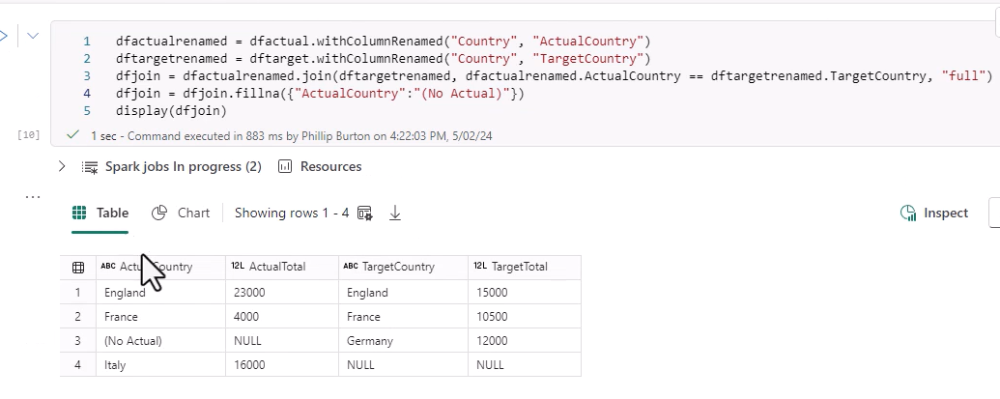 1 dfactualrenamed = dfactual.withColumnRenamed("Country", "ActualCountry")
2 dftargetrenamed = dftarget.withColumnRenamed("Country", "TargetCountry")
3 dfjoin = dfactualrenamed.join(dftargetrenamed, dfactualrenamed.ActualCountry == dftargetrenamed.TargetCountry, "full")
4 dfjoin = dfjoin.fillna({"ActualCountry":"(No Actual)"})
5 display(dfjoin)
[10] 1 sec - Command executed in 883 ms by Phillip Burton on 4:22:03 PM, 5/02/24
Spark jobs In progress (2) Resources
Table Chart Showing rows 1 - 4 Inspect
ABC 12L ActualTotal ABC TargetCountry 12L TargetTotal
1 England 23000 England 15000
2 France 4000 France 10500
3 (No Actual) NULL Germany 12000
4 Italy 16000 NULL NULL